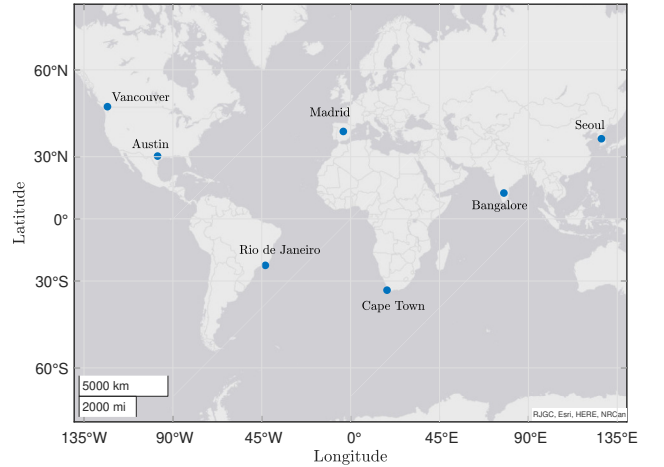 60°N
Vancouver
Madrid
Seoul
Austin
30°N
Bangalore
Latitude
0°
Rio de Janeiro
30°S
Cape Town
60°S
5000 km
2000 mi
RJGC, Esri, HERE, NRCan
135°W 90°W 45°W 0° 45°E 90°E 135°E
Longitude